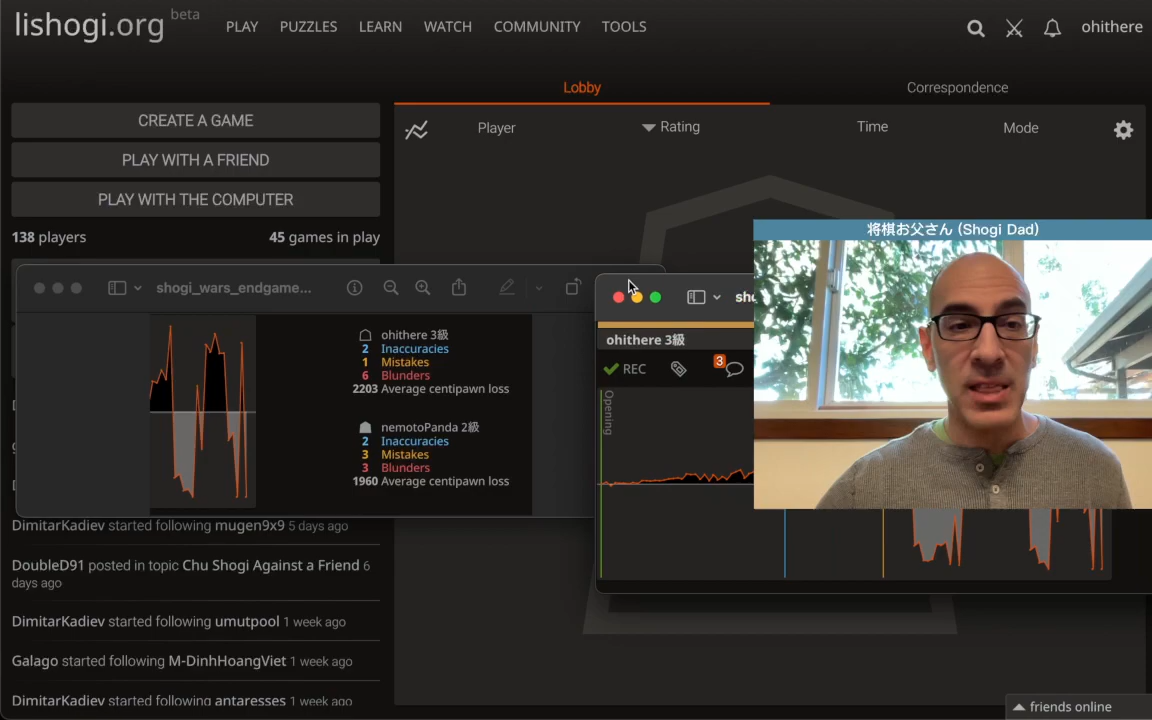 lishogi.org beta
PLAY PUZZLES LEARN WATCH COMMUNITY TOOLS
ohithere
Lobby
Correspondence
CREATE A GAME
PLAY WITH A FRIEND
PLAY WITH THE COMPUTER
138 players
45 games in play
Player
Rating
Time
Mode
将棋お父さん (Shogi Dad)
shogi_wars_endgame...
ohithere 3級
2 Inaccuracies
1 Mistakes
6 Blunders
2203 Average centipawn loss
nemotoPanda 2級
2 Inaccuracies
3 Mistakes
3 Blunders
1960 Average centipawn loss
ohithere 3級
REC
3
Opening
DimitarKadiev started following mugen9x9 5 days ago
DoubleD91 posted in topic Chu Shogi Against a Friend 6
days ago
DimitarKadiev started following umutpool 1 week ago
Galago started following M-DinhHoangViet 1 week ago
DimitarKadiev started following antaresses 1 week ago
friends online